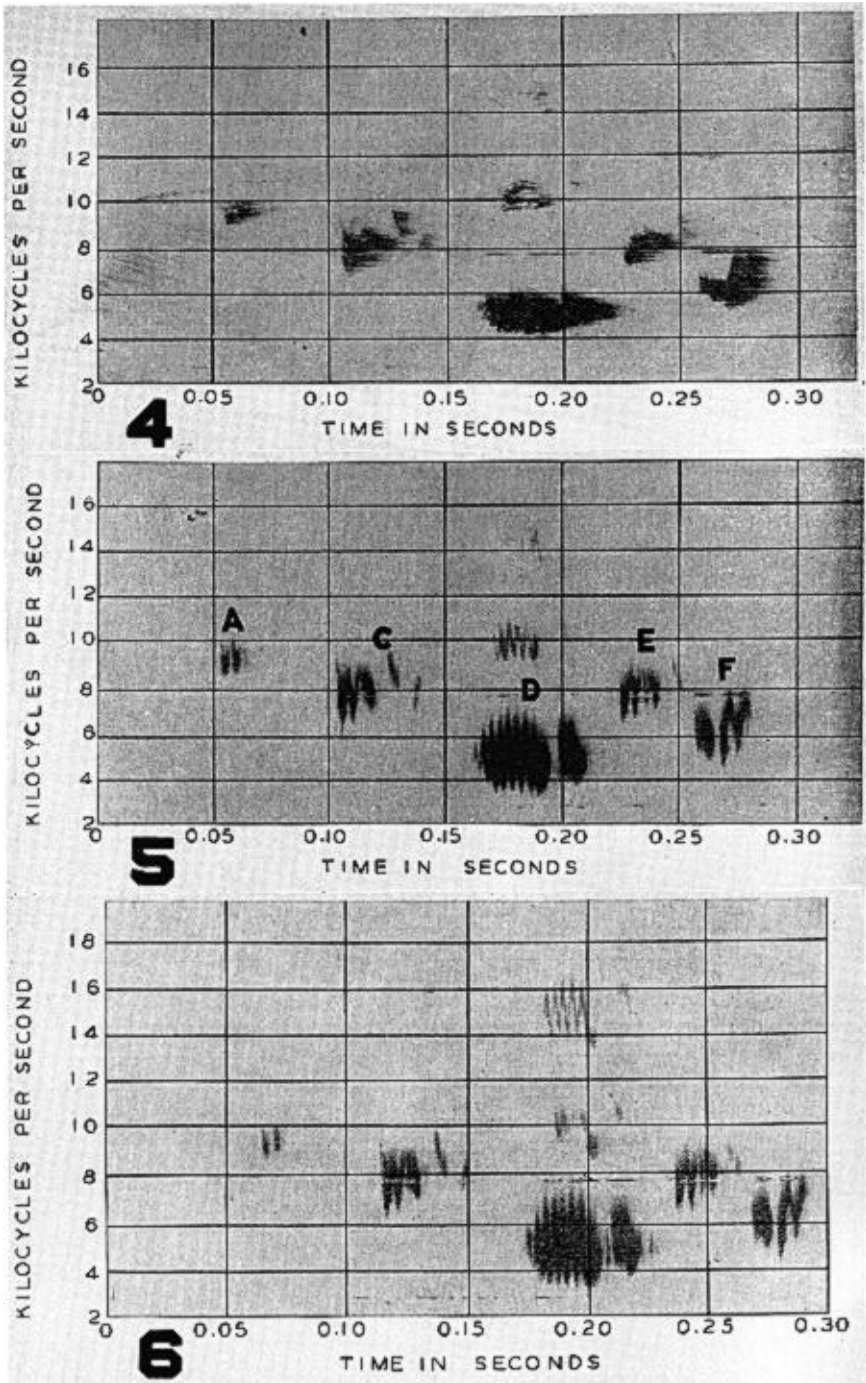 KILOCYCLES PER SECOND
16
14
12
10
8
6
4
2
0 0.05 0.10 0.15 0.20 0.25 0.30
4 TIME IN SECONDS
KILOCYCLES PER SECOND
16
14
12
A
10
C
E
F
8
D
6
4
2
0 0.05 0.10 0.15 0.20 0.25 0.30
5 TIME IN SECONDS
KILOCYCLES PER SECOND
18
16
14
12
10
8
6
4
2
0 0.05 0.10 0.15 0.20 0.25 0.30
6 TIME IN SECONDS